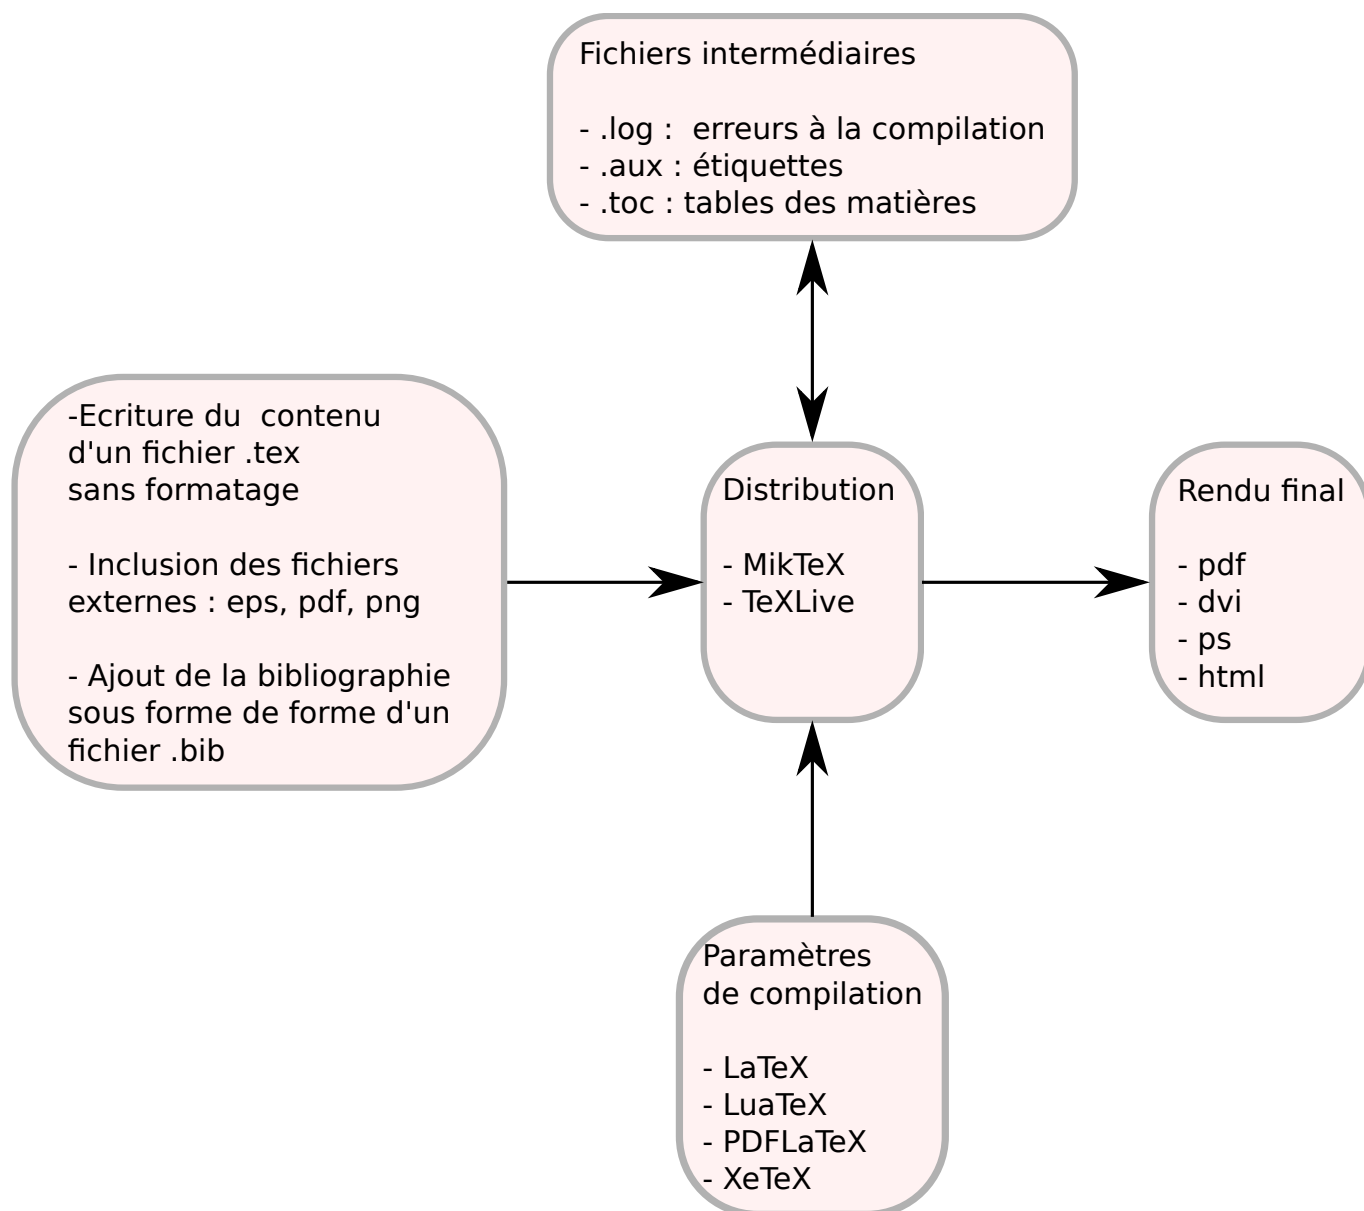 Fichiers intermédiaires
- .log :  erreurs à la compilation
- .aux : étiquettes
- .toc : tables des matières
-Ecriture du  contenu
d'un fichier .tex
sans formatage
- Inclusion des fichiers
externes : eps, pdf, png
- Ajout de la bibliographie
sous forme de forme d'un
fichier .bib
Distribution
- MikTeX
- TeXLive
Rendu final
- pdf
- dvi
- ps
- html
Paramètres
de compilation
- LaTeX
- LuaTeX
- PDFLaTeX
- XeTeX